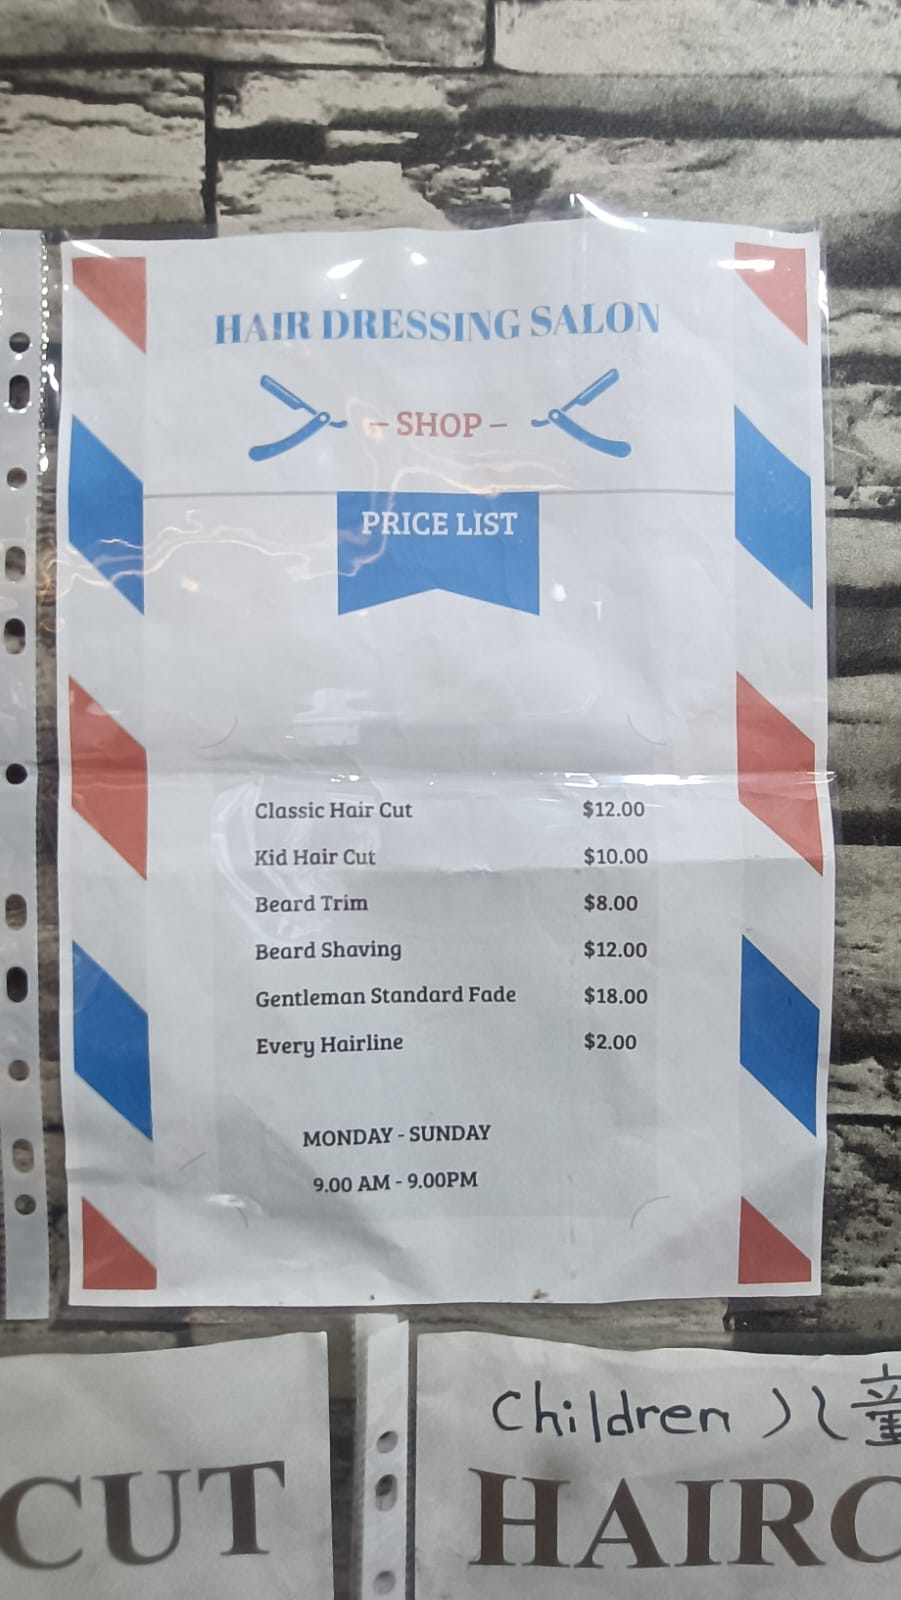 HAIR DRESSING SALON
– SHOP –
PRICE LIST
Classic Hair Cut $12.00
Kid Hair Cut $10.00
Beard Trim $8.00
Beard Shaving $12.00
Gentleman Standard Fade $18.00
Every Hairline $2.00
MONDAY - SUNDAY
9.00 AM - 9.00PM
Children 儿童
CUT
HAIRC